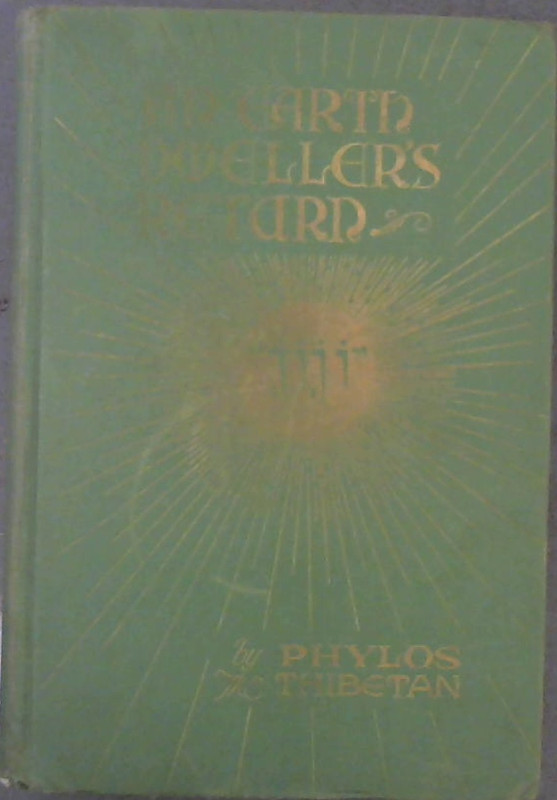 AN EARTH
DWELLER'S
RETURN
by PHYLOS
The THIBETAN